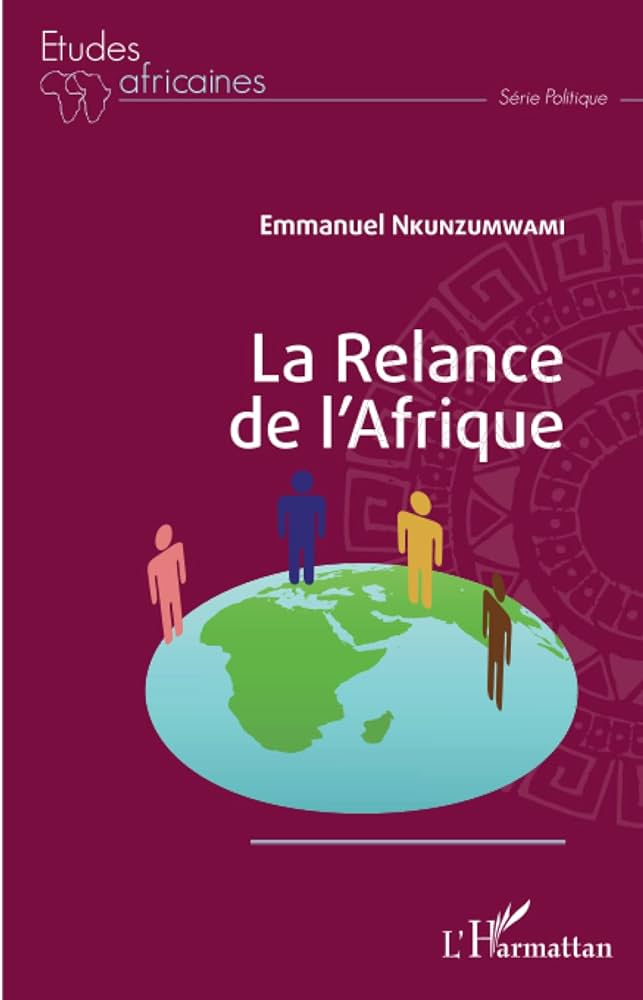 Etudes
africaines
Série Politique
Emmanuel NKUNZUMWAMI
La Relance
de l'Afrique
L'Harmattan